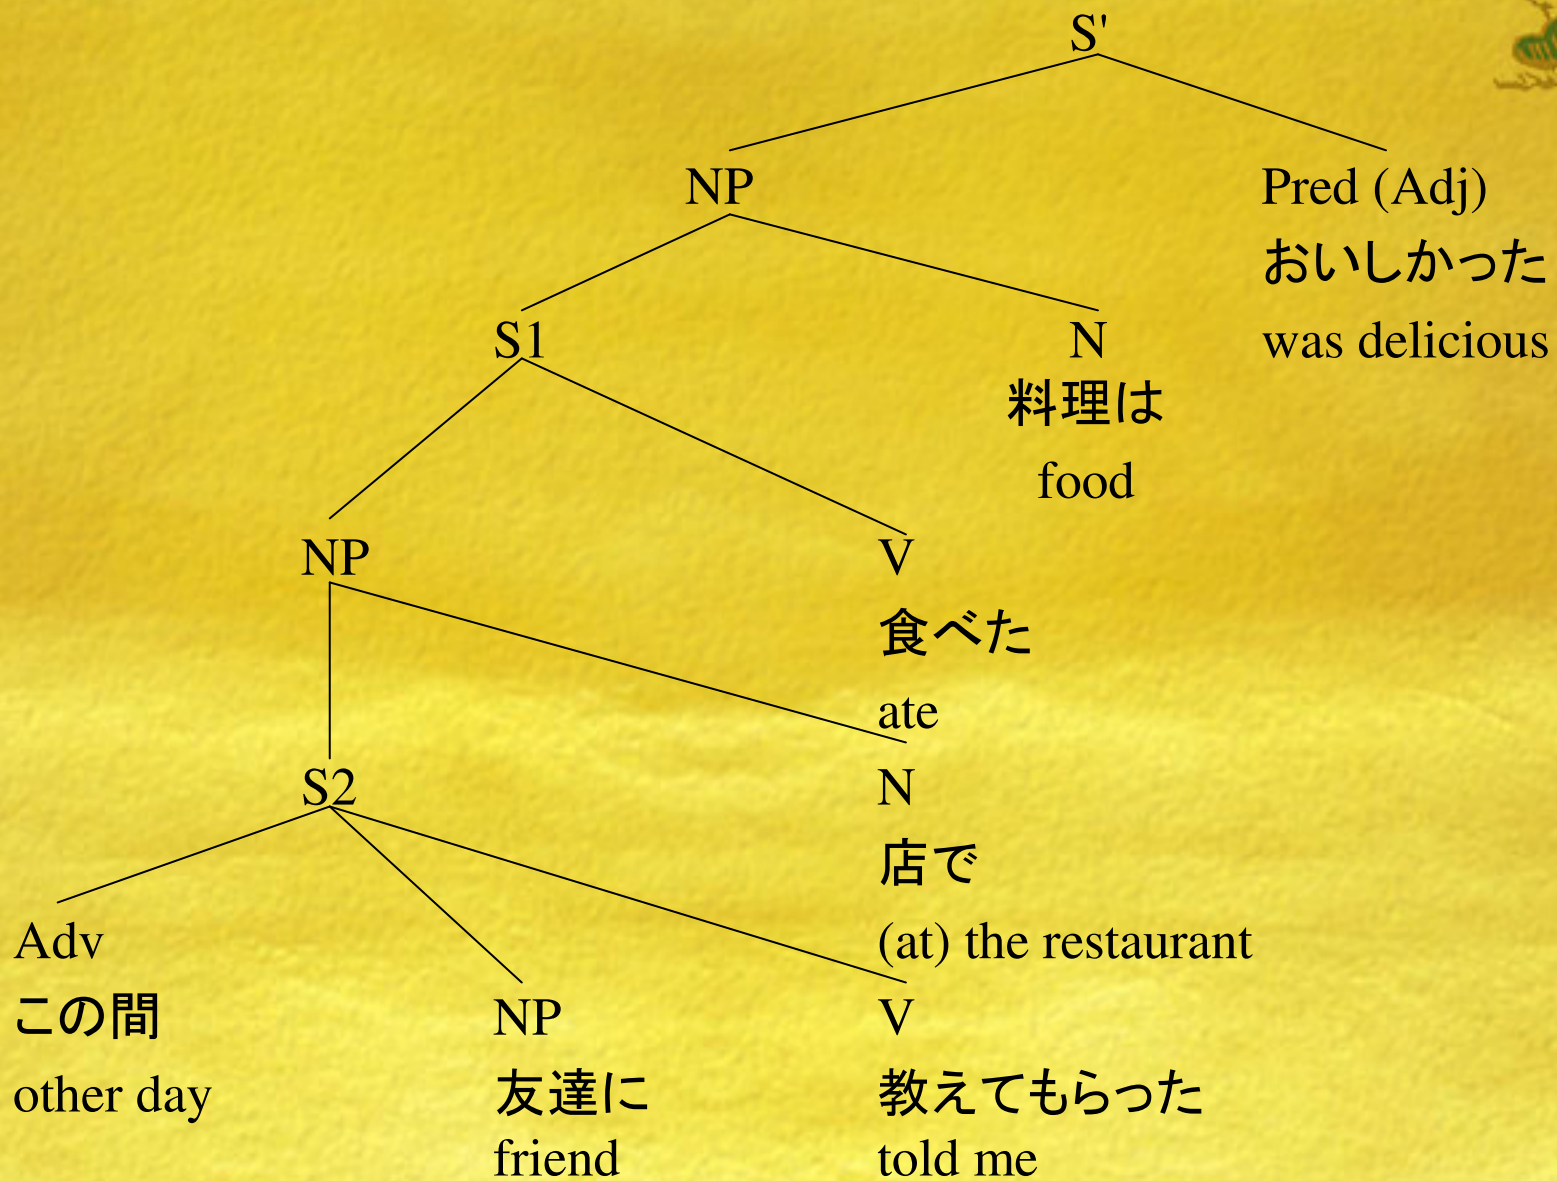 S'
NP
Pred (Adj)
おいしかった
was delicious
S1
N
料理は
food
NP
V
食べた
ate
S2
N
店で
(at) the restaurant
Adv
この間
other day
NP
友達に
friend
V
教えてもらった
told me